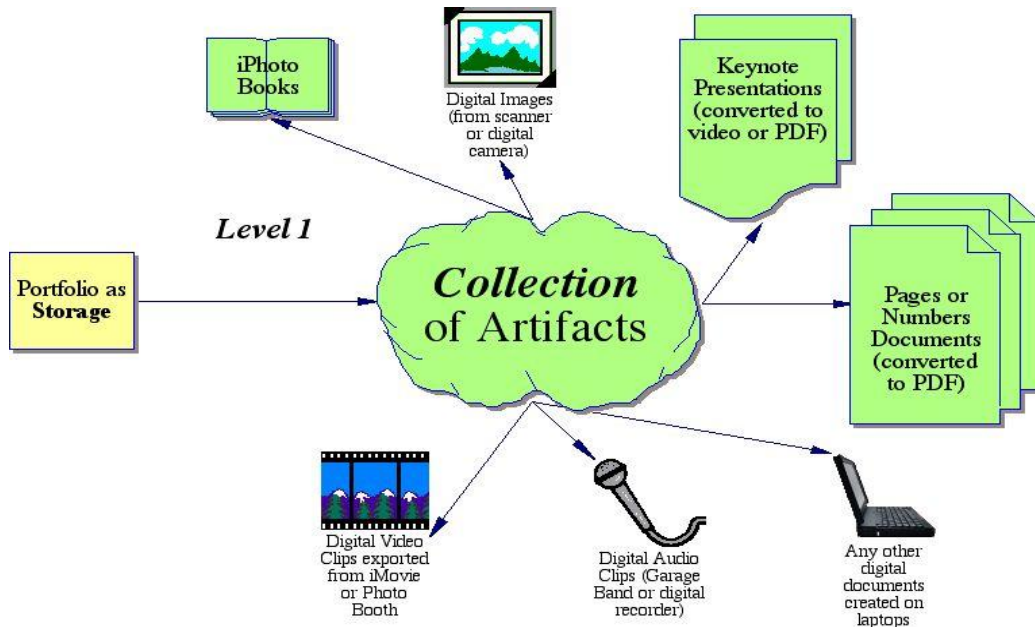 iPhoto
Books
Digital Images
(from scanner
or digital
camera)
Keynote
Presentations
(converted to
video or PDF)
Level 1
Portfolio as
Storage
Collection
of Artifacts
Pages or
Numbers
Documents
(converted
to PDF)
Digital Video
Clips exported
from iMovie
or Photo
Booth
Digital Audio
Clips (Garage
Band or digital
recorder)
Any other
digital
documents
created on
laptops